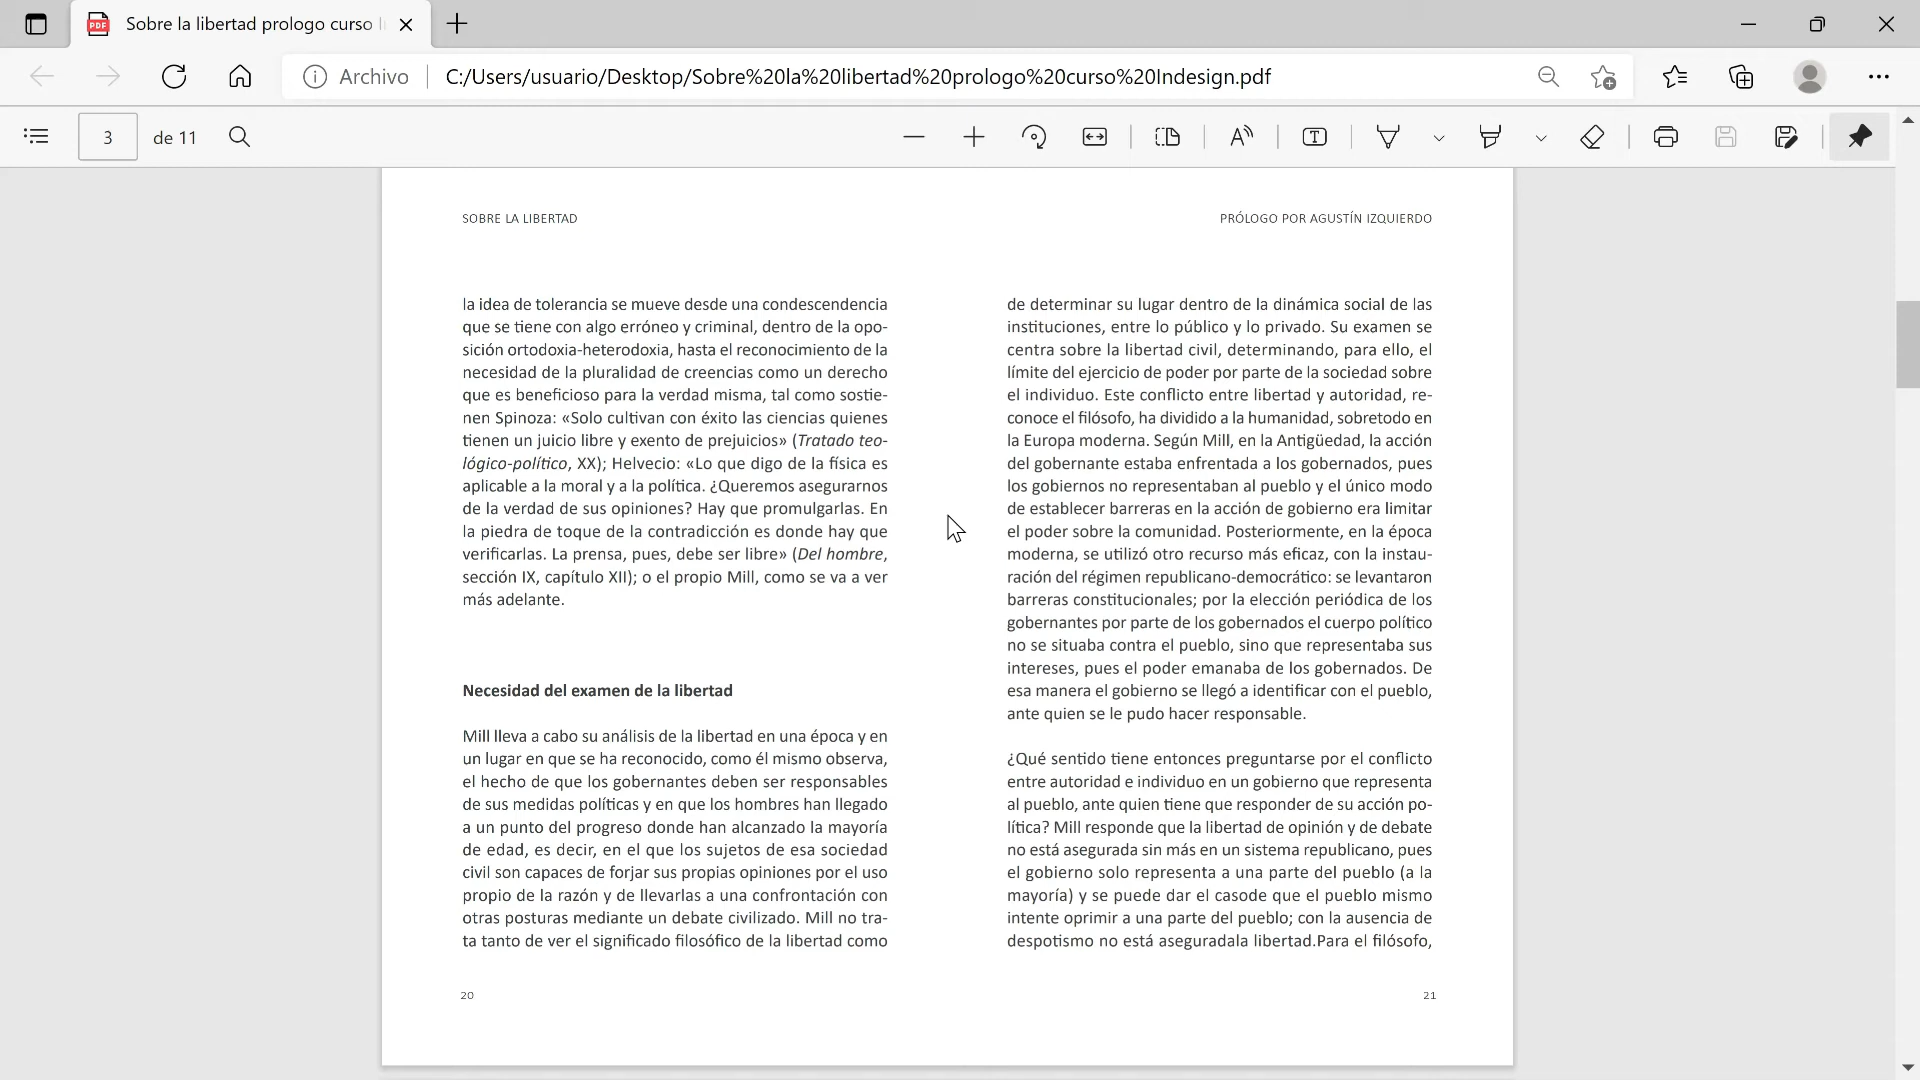 Sobre la libertad prologo curso I
Archivo
C:/Users/usuario/Desktop/Sobre%20la%20libertad%20prologo%20curso%20Indesign.pdf
3
de 11
SOBRE LA LIBERTAD
la idea de tolerancia se mueve desde una condescendencia
que se tiene con algo erróneo y criminal, dentro de la opo-
sición ortodoxia-heterodoxia, hasta el reconocimiento de la
necesidad de la pluralidad de creencias como un derecho
que es beneficioso para la verdad misma, tal como sostie-
nen Spinoza: «Solo cultivan con éxito las ciencias quienes
tienen un juicio libre y exento de prejuicios» (Tratado teo-
lógico-político, XX); Helvecio: «Lo que digo de la física es
aplicable a la moral y a la política. ¿Queremos asegurarnos
de la verdad de sus opiniones? Hay que promulgarlas. En
la piedra de toque de la contradicción es donde hay que
verificarlas. La prensa, pues, debe ser libre» (Del hombre,
sección IX, capítulo XII); o el propio Mill, como se va a ver
más adelante.
Necesidad del examen de la libertad
Mill lleva a cabo su análisis de la libertad en una época y en
un lugar en que se ha reconocido, como él mismo observa,
el hecho de que los gobernantes deben ser responsables
de sus medidas políticas y en que los hombres han llegado
a un punto del progreso donde han alcanzado la mayoría
de edad, es decir, en el que los sujetos de esa sociedad
civil son capaces de forjar sus propias opiniones por el uso
propio de la razón y de llevarlas a una confrontación con
otras posturas mediante un debate civilizado. Mill no tra-
ta tanto de ver el significado filosófico de la libertad como
20
PRÓLOGO POR AGUSTÍN IZQUIERDO
de determinar su lugar dentro de la dinámica social de las
instituciones, entre lo público y lo privado. Su examen se
centra sobre la libertad civil, determinando, para ello, el
límite del ejercicio de poder por parte de la sociedad sobre
el individuo. Este conflicto entre libertad y autoridad, re-
conoce el filósofo, ha dividido a la humanidad, sobretodo en
la Europa moderna. Según Mill, en la Antigüedad, la acción
del gobernante estaba enfrentada a los gobernados, pues
los gobiernos no representaban al pueblo y el único modo
de establecer barreras en la acción de gobierno era limitar
el poder sobre la comunidad. Posteriormente, en la época
moderna, se utilizó otro recurso más eficaz, con la instau-
ración del régimen republicano-democrático: se levantaron
barreras constitucionales; por la elección periódica de los
gobernantes por parte de los gobernados el cuerpo político
no se situaba contra el pueblo, sino que representaba sus
intereses, pues el poder emanaba de los gobernados. De
esa manera el gobierno se llegó a identificar con el pueblo,
ante quien se le pudo hacer responsable.
¿Qué sentido tiene entonces preguntarse por el conflicto
entre autoridad e individuo en un gobierno que representa
al pueblo, ante quien tiene que responder de su acción po-
lítica? Mill responde que la libertad de opinión y de debate
no está asegurada sin más en un sistema republicano, pues
el gobierno solo representa a una parte del pueblo (a la
mayoría) y se puede dar el casode que el pueblo mismo
intente oprimir a una parte del pueblo; con la ausencia de
despotismo no está aseguradala libertad.Para el filósofo,
21